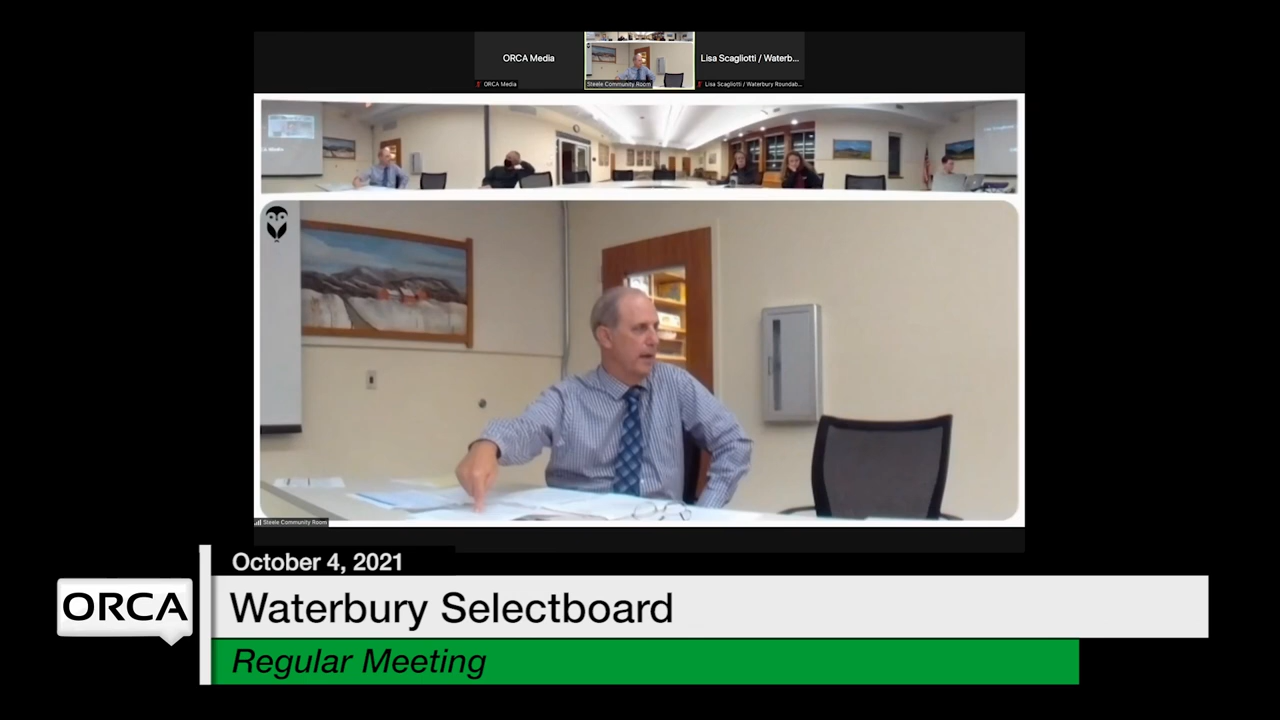 ORCA Media
Lisa Scagliotti / Waterb...
ORCA Media
Steele Community Room
Lisa Scagliotti / Waterbury Roundab...
Steele Community Room
October 4, 2021
ORCA
Waterbury Selectboard
Regular Meeting